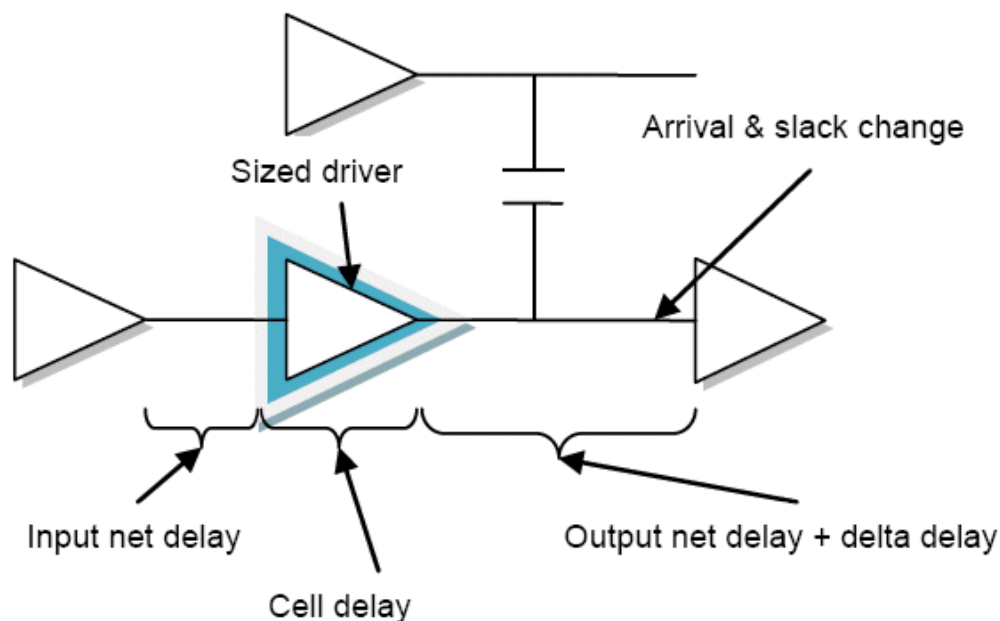 Arrival & slack change
Sized driver
Input net delay
Output net delay + delta delay
Cell delay